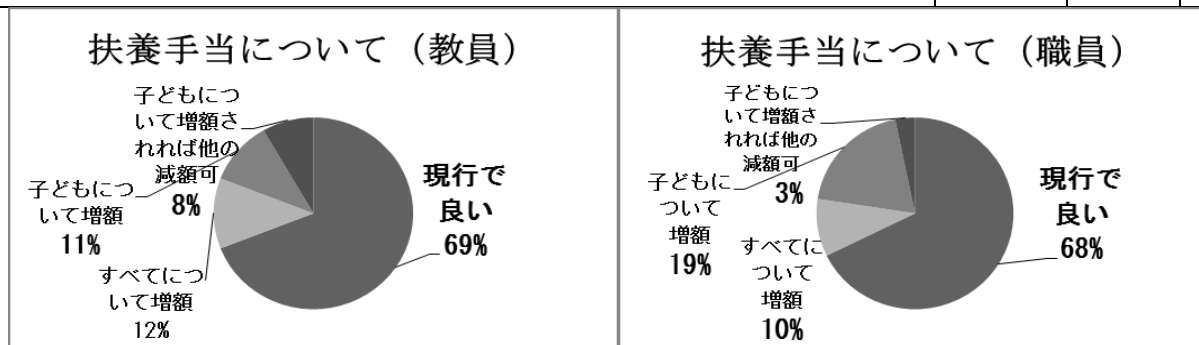 扶養手当について（教員）
子どもにつ
いて増額さ
れれば他の
減額可
8%
子どもにつ
いて増額
11%
すべてにつ
いて増額
12%
現行で
良い
69%
扶養手当について（職員）
子どもにつ
いて増額さ
れれば他の
減額可
3%
子どもに
ついて
増額
19%
すべてに
ついて
増額
10%
現行で
良い
68%